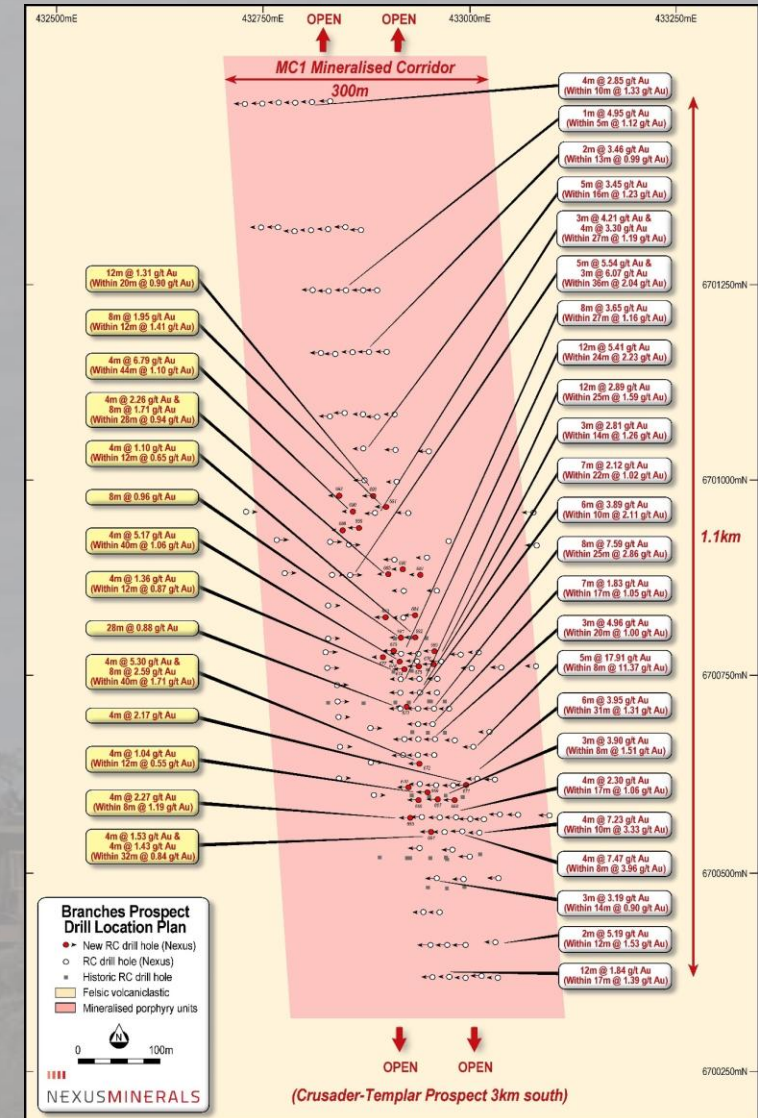 432500mE
432750mE
433000mE
433250mE
OPEN
OPEN
MC1 Mineralised Corridor
300m
4m @ 2.85 g/t Au
(Within 10m @ 1.33 g/t Au)
1m @ 4.95 g/t Au
(Within 5m @ 1.12 g/t Au)
2m @ 3.46 g/t Au
(Within 13m @ 0.99 g/t Au)
5m @ 3.45 g/t Au
(Within 16m @ 1.23 g/t Au)
3m @ 4.21 g/t Au &
4m @ 3.30 g/t Au
(Within 27m @ 1.19 g/t Au)
5m @ 5.54 g/t Au &
3m @ 6.07 g/t Au
(Within 36m @ 2.04 g/t Au)
8m @ 3.65 g/t Au
(Within 27m @ 1.16 g/t Au)
12m @ 5.41 g/t Au
(Within 24m @ 2.23 g/t Au)
12m @ 2.89 g/t Au
(Within 25m @ 1.59 g/t Au)
3m @ 2.81 g/t Au
(Within 14m @ 1.26 g/t Au)
7m @ 2.12 g/t Au
(Within 22m @ 1.02 g/t Au)
6m @ 3.89 g/t Au
(Within 10m @ 2.11 g/t Au)
8m @ 7.59 g/t Au
(Within 25m @ 2.86 g/t Au)
7m @ 1.83 g/t Au
(Within 17m @ 1.05 g/t Au)
3m @ 4.96 g/t Au
(Within 20m @ 1.00 g/t Au)
5m @ 17.91 g/t Au
(Within 8m @ 11.37 g/t Au)
6m @ 3.95 g/t Au
(Within 31m @ 1.31 g/t Au)
3m @ 3.90 g/t Au
(Within 8m @ 1.51 g/t Au)
4m @ 2.30 g/t Au
(Within 17m @ 1.06 g/t Au)
4m @ 7.23 g/t Au
(Within 10m @ 3.33 g/t Au)
4m @ 7.47 g/t Au
(Within 8m @ 3.96 g/t Au)
3m @ 3.19 g/t Au
(Within 14m @ 0.90 g/t Au)
2m @ 5.19 g/t Au
(Within 12m @ 1.53 g/t Au)
12m @ 1.84 g/t Au
(Within 17m @ 1.39 g/t Au)
12m @ 1.31 g/t Au
(Within 20m @ 0.90 g/t Au)
8m @ 1.95 g/t Au
(Within 12m @ 1.41 g/t Au)
4m @ 6.79 g/t Au
(Within 44m @ 1.10 g/t Au)
4m @ 2.26 g/t Au &
8m @ 1.71 g/t Au
(Within 28m @ 0.94 g/t Au)
4m @ 1.10 g/t Au
(Within 12m @ 0.65 g/t Au)
8m @ 0.96 g/t Au
4m @ 5.17 g/t Au
(Within 40m @ 1.06 g/t Au)
4m @ 1.36 g/t Au
(Within 12m @ 0.87 g/t Au)
28m @ 0.88 g/t Au
4m @ 5.30 g/t Au &
8m @ 2.59 g/t Au
(Within 40m @ 1.71 g/t Au)
4m @ 2.17 g/t Au
4m @ 1.04 g/t Au
(Within 12m @ 0.55 g/t Au)
4m @ 2.27 g/t Au
(Within 8m @ 1.19 g/t Au)
4m @ 1.53 g/t Au &
4m @ 1.43 g/t Au
(Within 32m @ 0.84 g/t Au)
6701250mN
6701000mN
1.1km
6700750mN
6700500mN
6700250mN
Branches Prospect
Drill Location Plan
New RC drill hole (Nexus)
RC drill hole (Nexus)
Historic RC drill hole
Felsic volcaniclastic
Mineralised porphyry units
N
0 100m
NEXUSMINERALS
OPEN
OPEN
(Crusader-Templar Prospect 3km south)